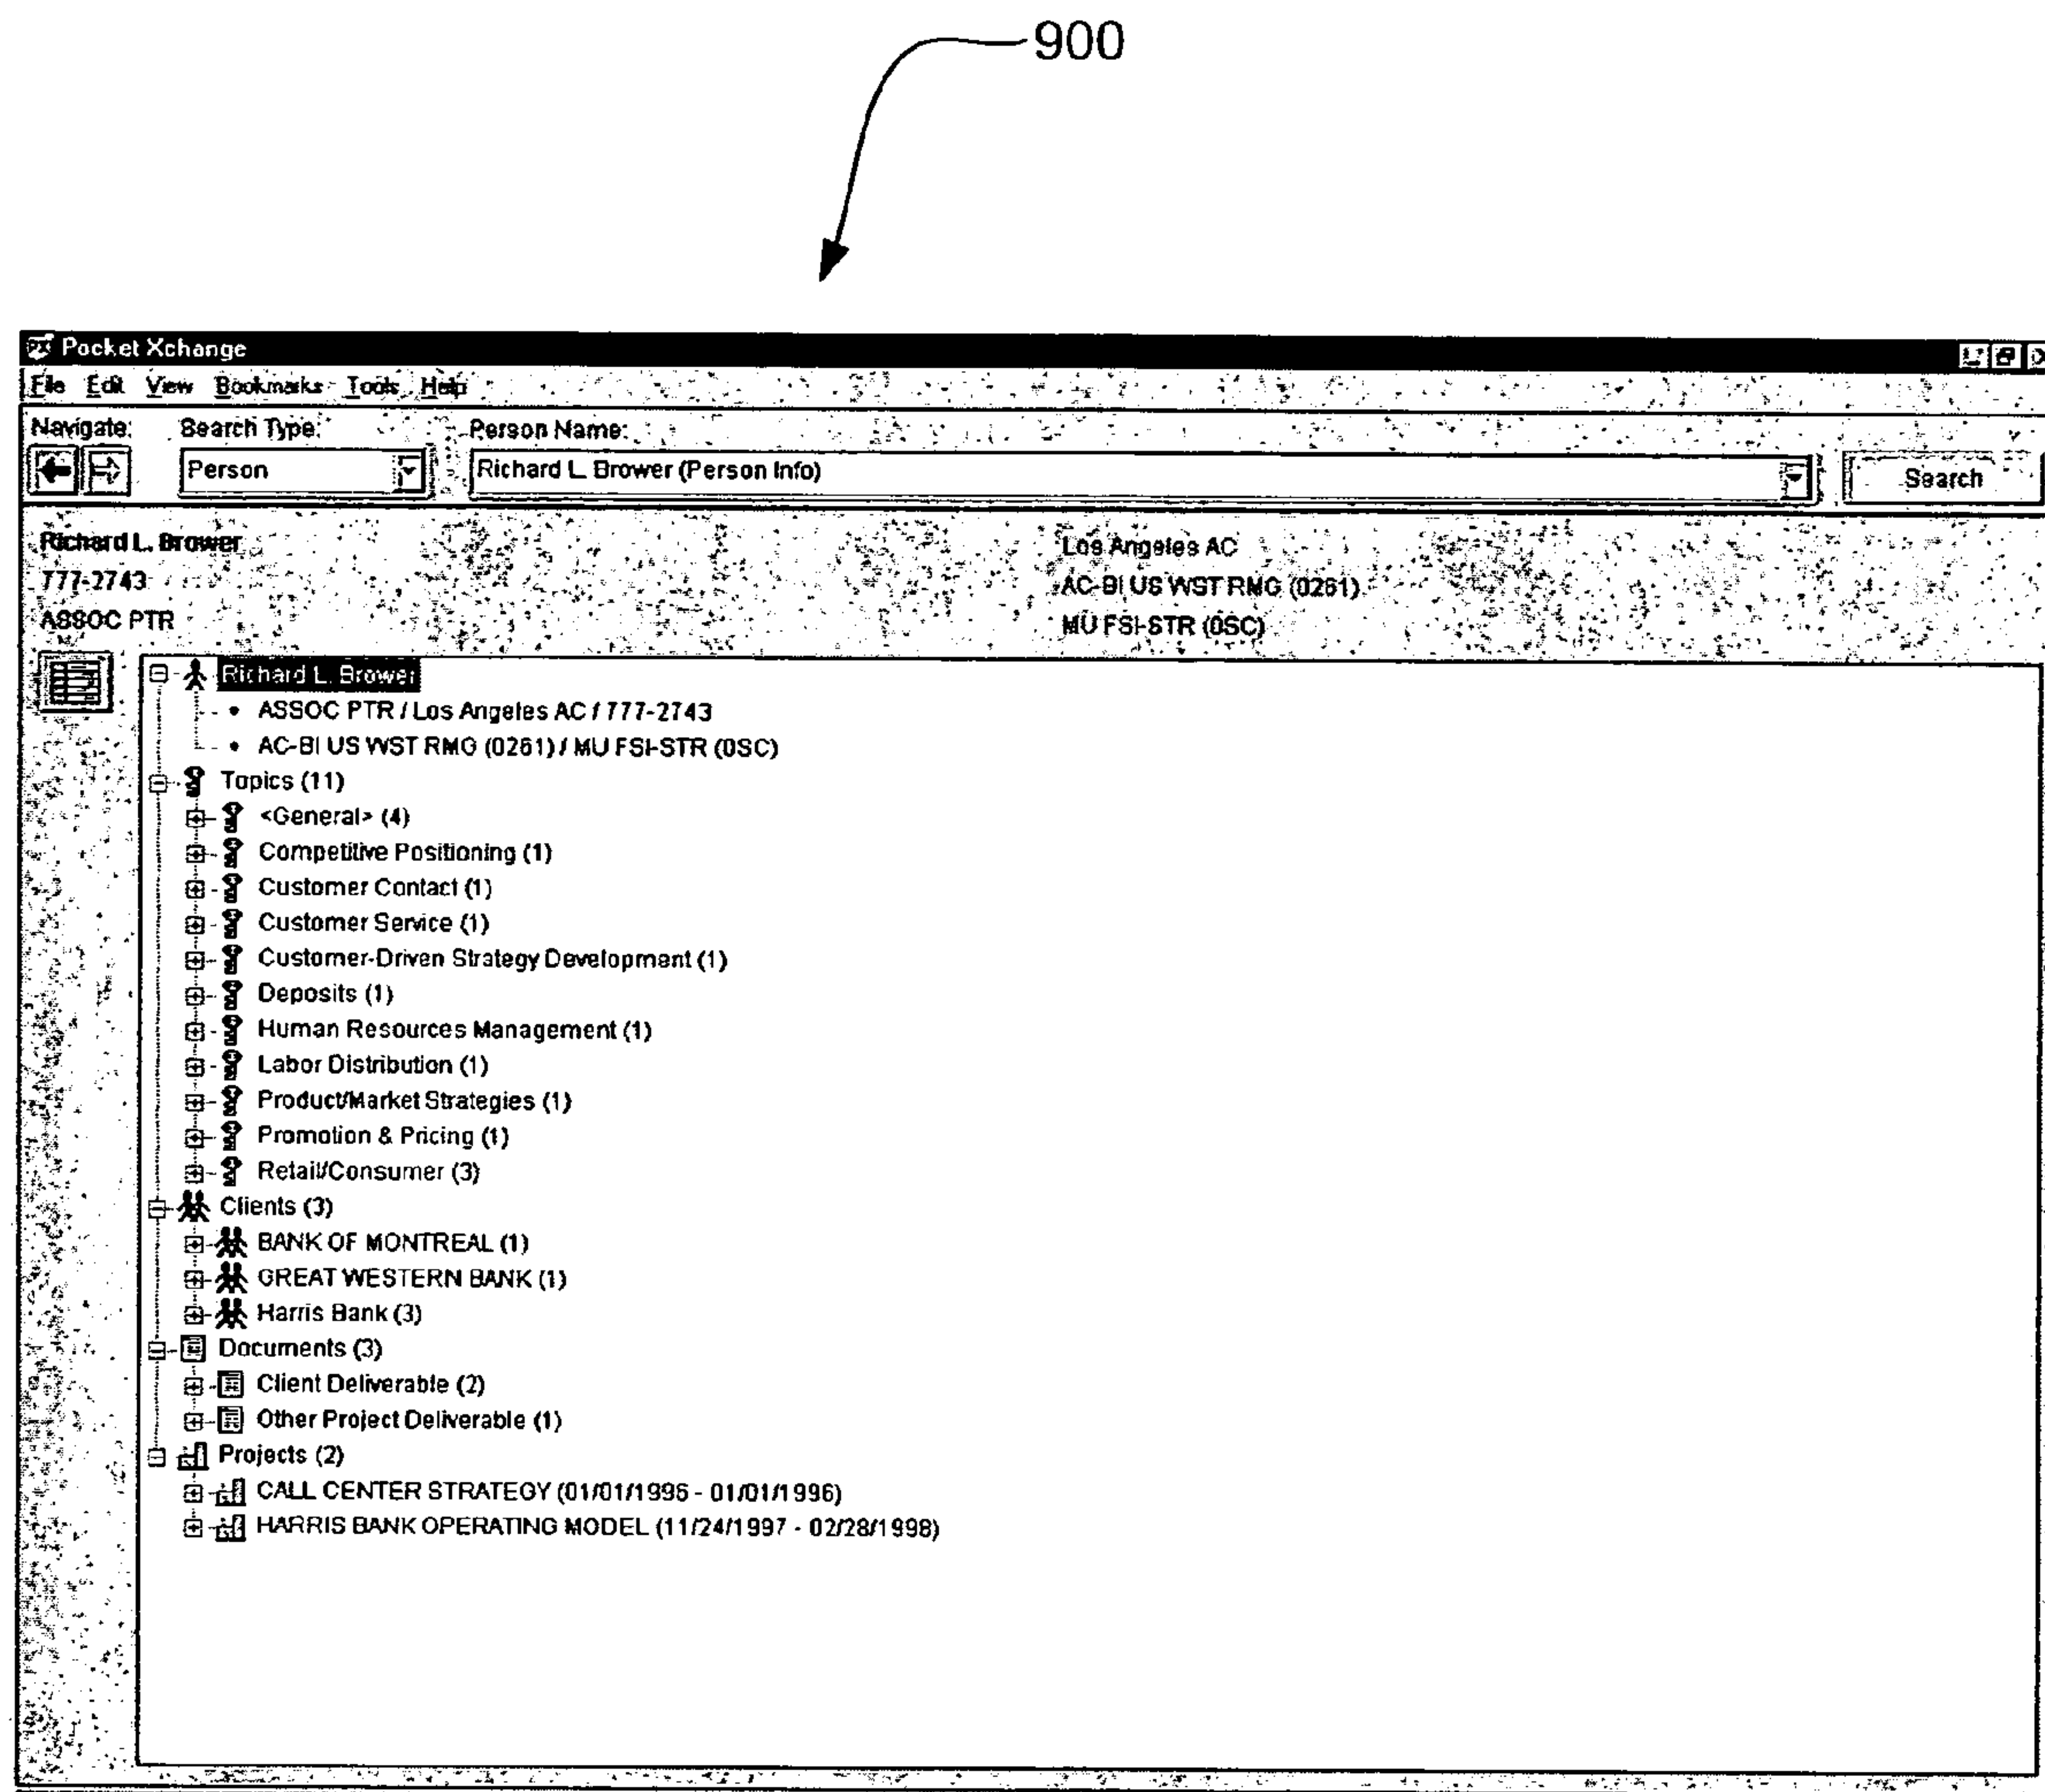 900
Pocket Xchange
File Edit View Bookmarks Tools Help
Navigate: Search Type: Person Name:
Person Richard L. Brower (Person Info) Search
Richard L. Brower Los Angeles AC
777-2743 AC-BI US WST RMG (0261)
ASSOC PTR MU FSI-STR (0SC)
Richard L. Brower
• ASSOC PTR / Los Angeles AC / 777-2743
• AC-BI US WST RMG (0261) / MU FSI-STR (0SC)
Topics (11)
<General> (4)
Competitive Positioning (1)
Customer Contact (1)
Customer Service (1)
Customer-Driven Strategy Development (1)
Deposits (1)
Human Resources Management (1)
Labor Distribution (1)
Product/Market Strategies (1)
Promotion & Pricing (1)
Retail/Consumer (3)
Clients (3)
BANK OF MONTREAL (1)
GREAT WESTERN BANK (1)
Harris Bank (3)
Documents (3)
Client Deliverable (2)
Other Project Deliverable (1)
Projects (2)
CALL CENTER STRATEGY (01/01/1996 - 01/01/1996)
HARRIS BANK OPERATING MODEL (11/24/1997 - 02/28/1998)